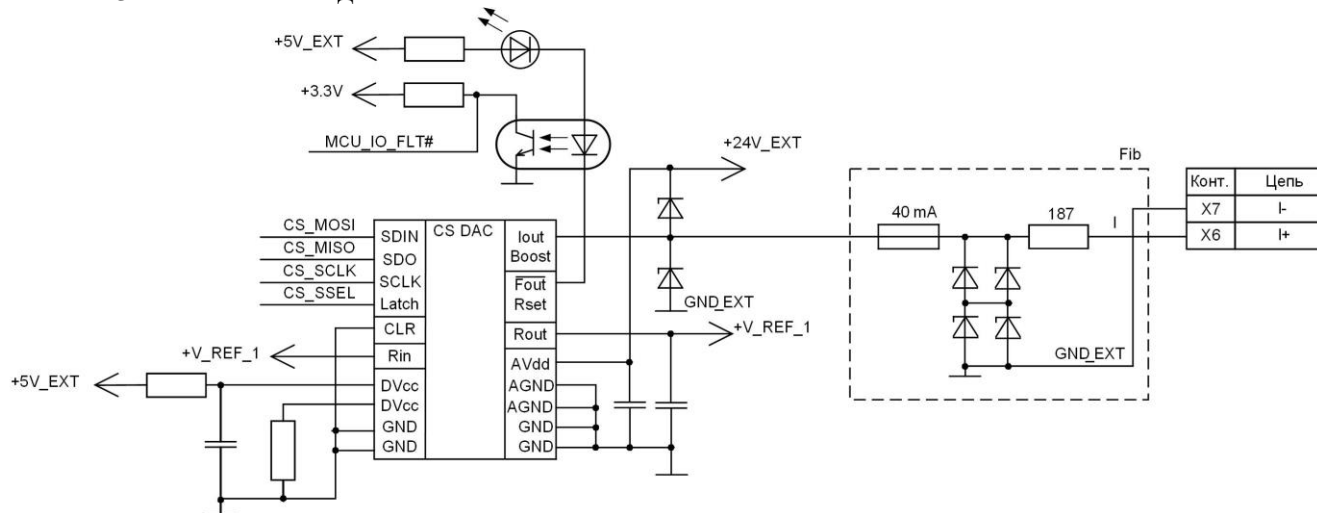 +5V_EXT
+3.3V
MCU_IO_FLT#
+24V_EXT
Fib
Конт. Цепь
X7 I-
X6 I+
40 mA
187
I
CS_MOSI
CS_MISO
CS_SCLK
CS_SSEL
SDIN
SDO
SCLK
Latch
CLR
Rin
DVcc
DVcc
GND
GND
CS DAC
Iout
Boost
Fout
Rset
Rout
AVdd
AGND
AGND
GND
GND
GND_EXT
+V_REF_1
GND_EXT
+V_REF_1
+5V_EXT